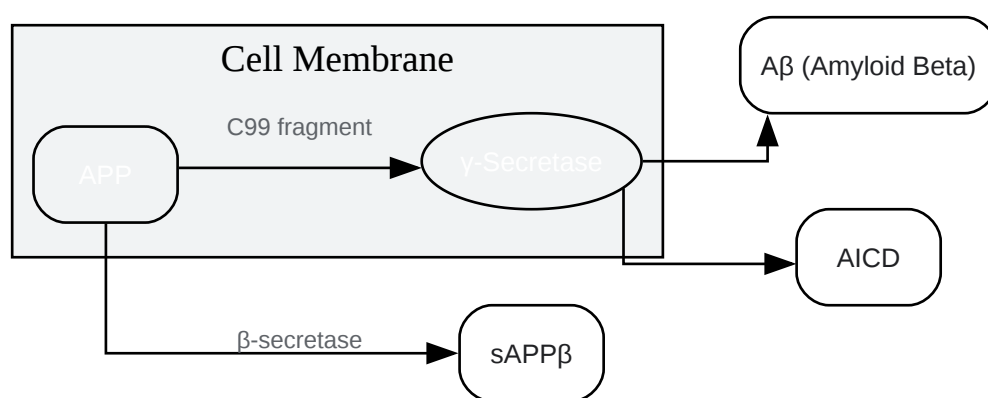 Cell Membrane
Aβ (Amyloid Beta)
C99 fragment
APP
γ-Secretase
AICD
β-secretase
sAPPβ